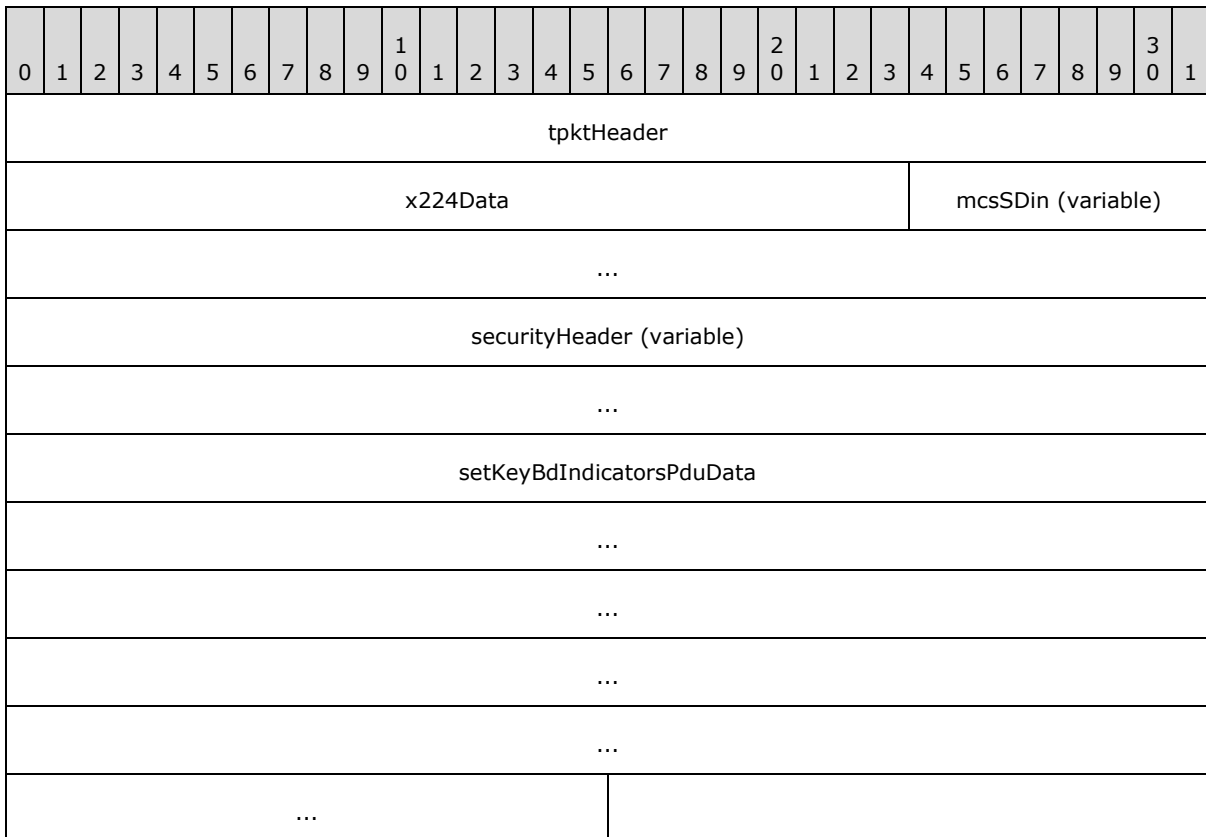 1 2 3
0 1 2 3 4 5 6 7 8 9 0 1 2 3 4 5 6 7 8 9 0 1 2 3 4 5 6 7 8 9 0 1
tpktHeader
x224Data mcsSDin (variable)
...
securityHeader (variable)
...
setKeyBdIndicatorsPduData
...
...
...
...
...